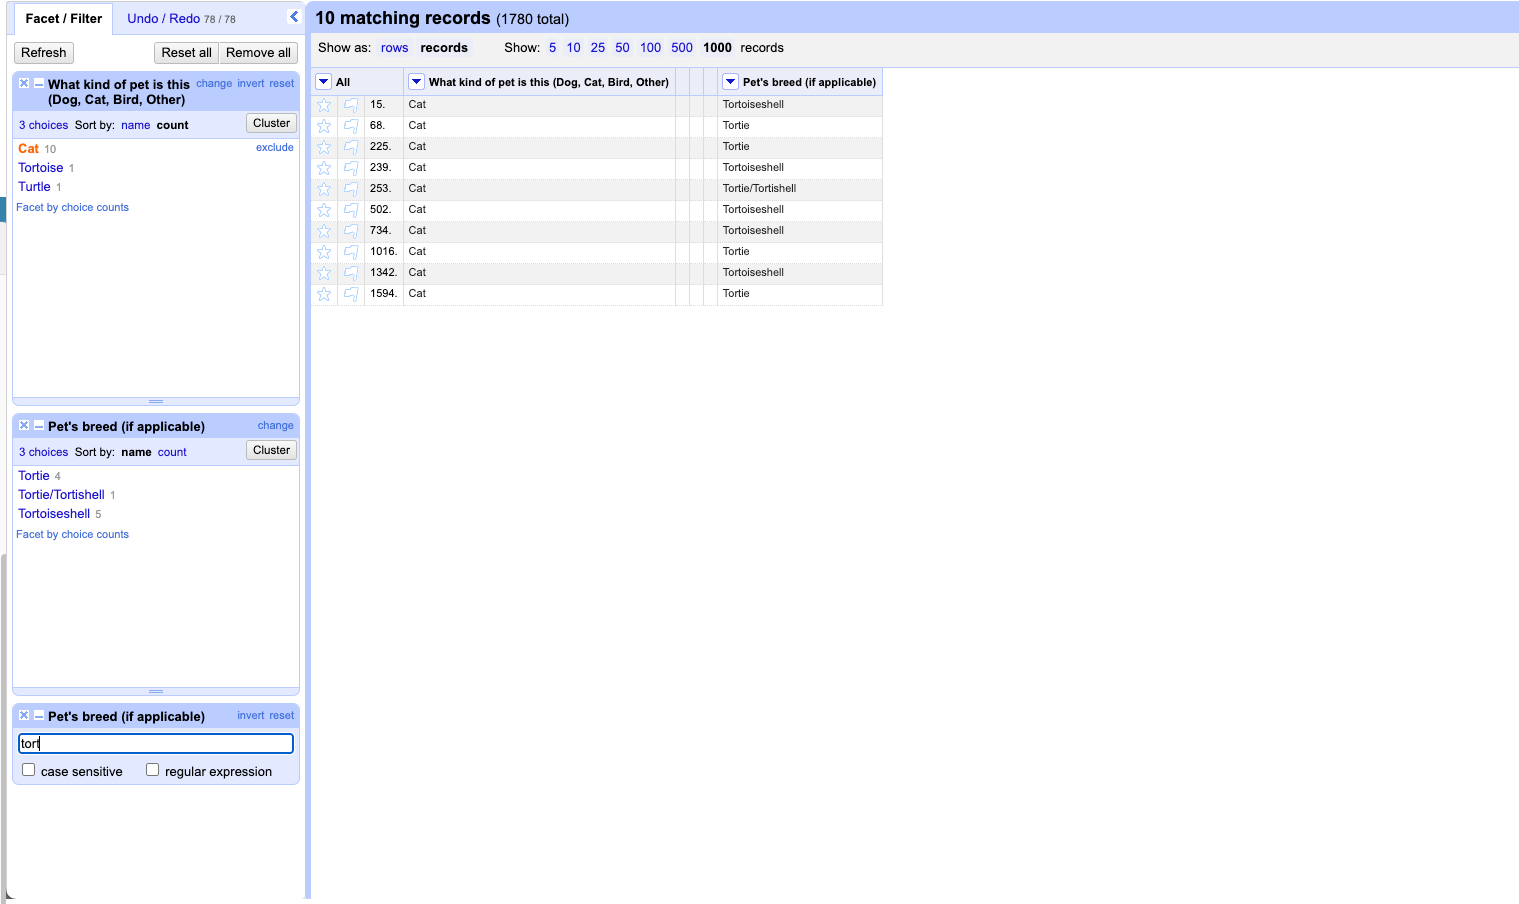 Facet / Filter
Undo / Redo 78 / 78
Refresh
Reset all
Remove all
What kind of pet is this (Dog, Cat, Bird, Other)
change invert reset
3 choices Sort by: name count
Cluster
Cat 10
exclude
Tortoise 1
Turtle 1
Facet by choice counts
Pet's breed (if applicable)
change
3 choices Sort by: name count
Cluster
Tortie 4
Tortie/Tortishell 1
Tortoiseshell 5
Facet by choice counts
Pet's breed (if applicable)
invert reset
tort
case sensitive
regular expression
10 matching records (1780 total)
Show as: rows records
Show: 5 10 25 50 100 500 1000 records
All
What kind of pet is this (Dog, Cat, Bird, Other)
Pet's breed (if applicable)
15. Cat Tortoiseshell
68. Cat Tortie
225. Cat Tortie
239. Cat Tortoiseshell
253. Cat Tortie/Tortishell
502. Cat Tortoiseshell
734. Cat Tortoiseshell
1016. Cat Tortie
1342. Cat Tortoiseshell
1594. Cat Tortie